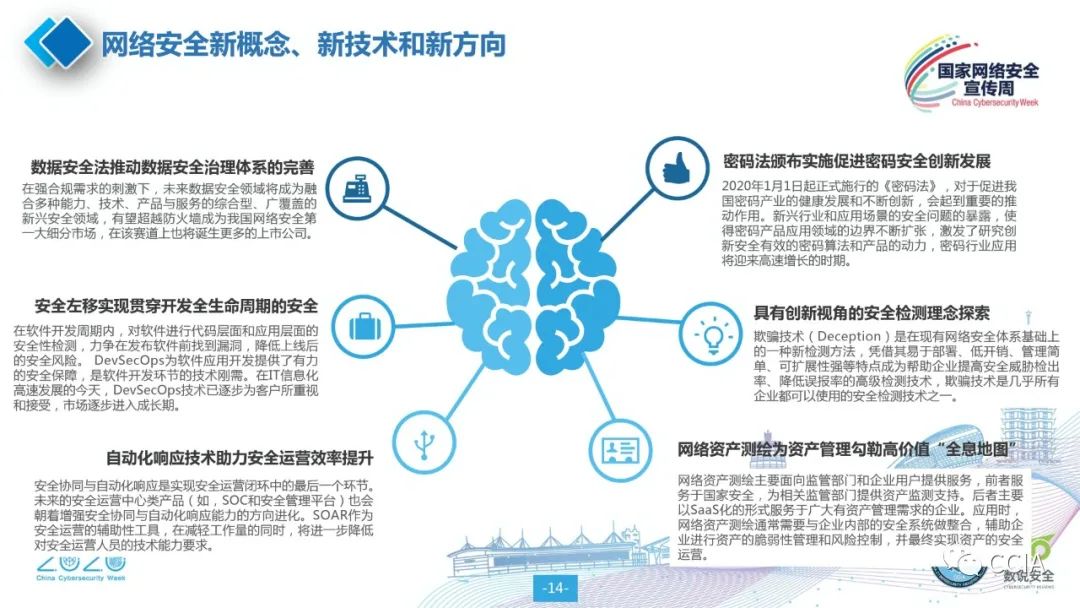 网络安全新概念、新技术和新方向
国家网络安全
宣传周
China Cybersecurity Week
数据安全法推动数据安全治理体系的完善
在强合规需求的刺激下，未来数据安全领域将成为融
合多种能力、技术、产品与服务的综合型、广覆盖的
新兴安全领域，有望超越防火墙成为我国网络安全第
一大细分市场，在该赛道上也将诞生更多的上市公司。
安全左移实现贯穿开发全生命周期的安全
在软件开发周期内，对软件进行代码层面和应用层面的
安全性检测，力争在发布软件前找到漏洞，降低上线后
的安全风险。 DevSecOps为软件应用开发提供了有力
的安全保障，是软件开发环节的技术刚需。在IT信息化
高速发展的今天，DevSecOps技术已逐步为客户所重视
和接受，市场逐步进入成长期。
自动化响应技术助力安全运营效率提升
安全协同与自动化响应是实现安全运营闭环中的最后一个环节。
未来的安全运营中心类产品（如，SOC和安全管理平台）也会
朝着增强安全协同与自动化响应能力的方向进化。SOAR作为
安全运营的辅助性工具，在减轻工作量的同时，将进一步降低
对安全运营人员的技术能力要求。
密码法颁布实施促进密码安全创新发展
2020年1月1日起正式施行的《密码法》，对于促进我
国密码产业的健康发展和不断创新，会起到重要的推
动作用。新兴行业和应用场景的安全问题的暴露，使
得密码产品应用领域的边界不断扩张，激发了研究创
新安全有效的密码算法和产品的动力，密码行业应用
将迎来高速增长的时期。
具有创新视角的安全检测理念探索
欺骗技术（Deception）是在现有网络安全体系基础上
的一种新检测方法，凭借其易于部署、低开销、管理简
单、可扩展性强等特点成为帮助企业提高安全威胁检出
率、降低误报率的高级检测技术，欺骗技术是几乎所有
企业都可以使用的安全检测技术之一。
网络资产测绘为资产管理勾勒高价值“全息地图”
网络资产测绘主要面向监管部门和企业用户提供服务，前者服
务于国家安全，为相关监管部门提供资产监测支持。后者主要
以SaaS化的形式服务于广大有资产管理需求的企业。应用时，
网络资产测绘通常需要与企业内部的安全系统做整合，辅助企
业进行资产的脆弱性管理和风险控制，并最终实现资产的安全
运营。
2020
China Cybersecurity Week
-14-
CCIA
数说安全